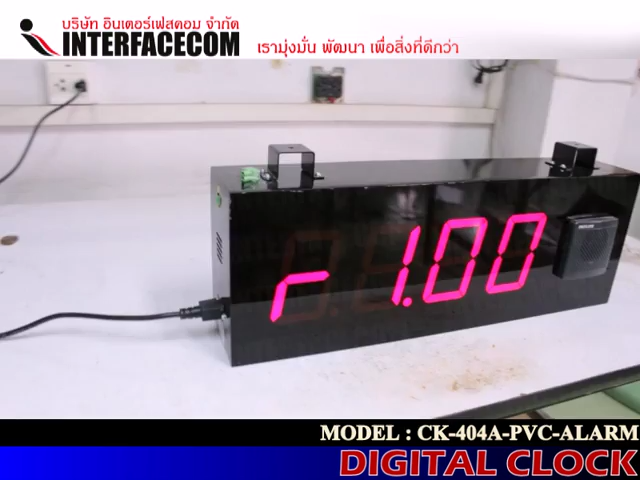 บริษัท อินเตอร์เฟสคอม จำกัด
INTERFACECOM
เรามุ่งมั่น พัฒนา เพื่อสิ่งที่ดีกว่า
r 1.00
MODEL : CK-404A-PVC-ALARM
DIGITAL CLOCK